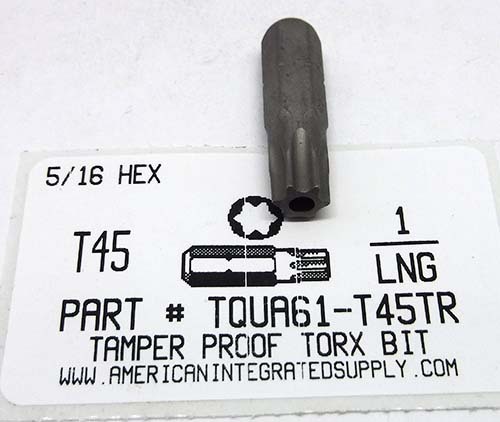 5/16 HEX
T45
1
LNG
PART # TQUA61-T45TR
TAMPER PROOF TORX BIT
WWW.AMERICANINTEGRATEDSUPPLY.COM